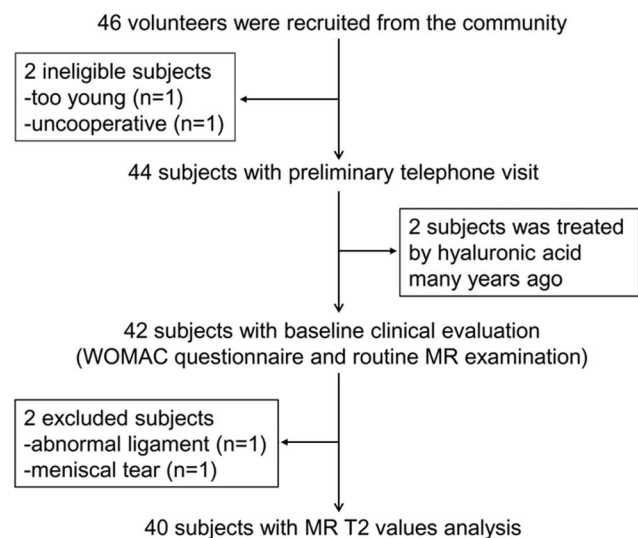 46 volunteers were recruited from the community
2 ineligible subjects
-too young (n=1)
-uncooperative (n=1)
44 subjects with preliminary telephone visit
2 subjects was treated
by hyaluronic acid
many years ago
42 subjects with baseline clinical evaluation
(WOMAC questionnaire and routine MR examination)
2 excluded subjects
-abnormal ligament (n=1)
-meniscal tear (n=1)
40 subjects with MR T2 values analysis